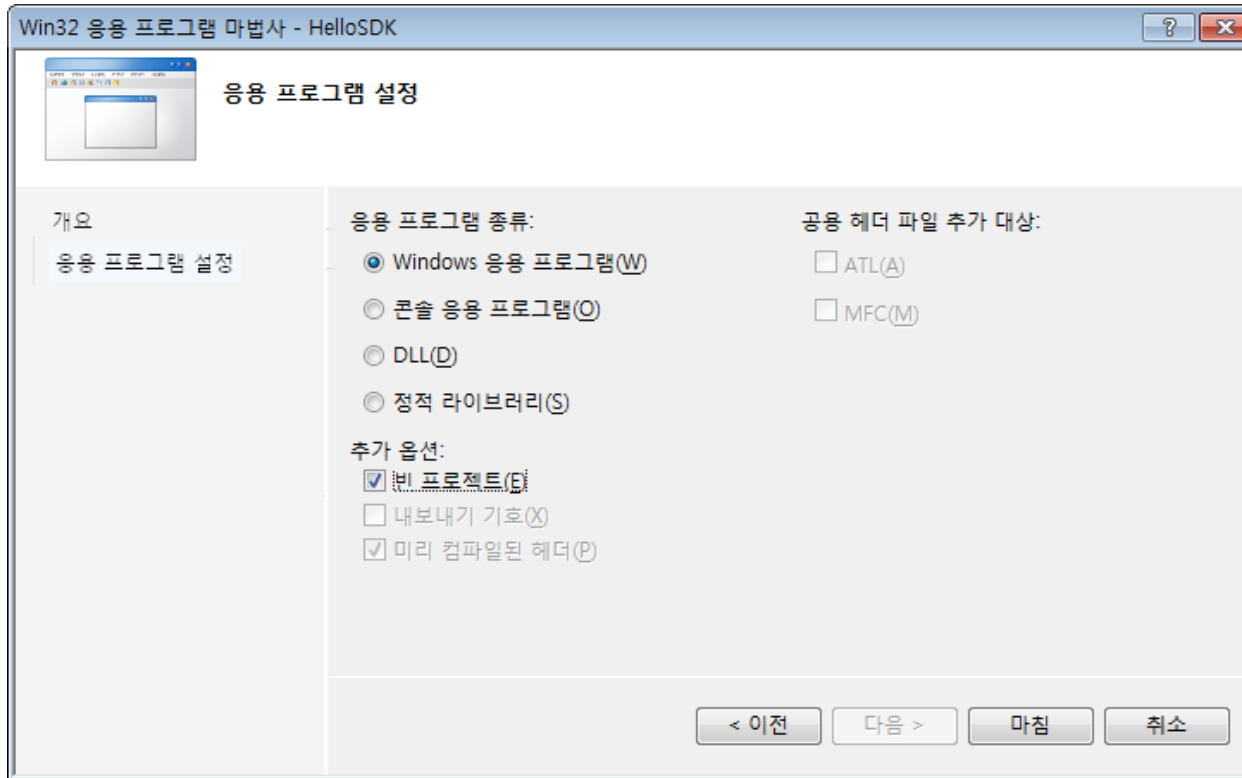 Win32 응용 프로그램 마법사 - HelloSDK
응용 프로그램 설정
개요
응용 프로그램 설정
응용 프로그램 종류:
Windows 응용 프로그램(W)
콘솔 응용 프로그램(O)
DLL(D)
정적 라이브러리(S)
추가 옵션:
빈 프로젝트(E)
내보내기 기호(X)
미리 컴파일된 헤더(P)
공용 헤더 파일 추가 대상:
ATL(A)
MFC(M)
< 이전
다음 >
마침
취소